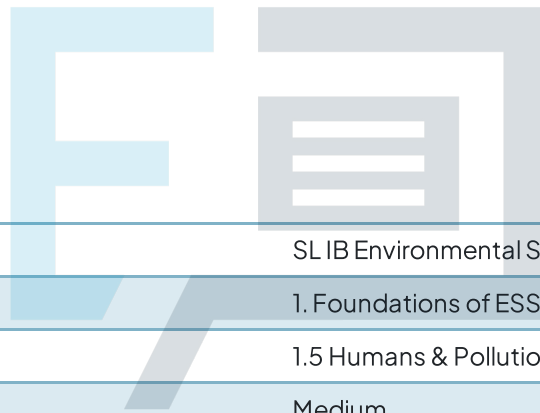 SL IB Environmental S
1. Foundations of ESS
1.5 Humans & Pollutio
Medium